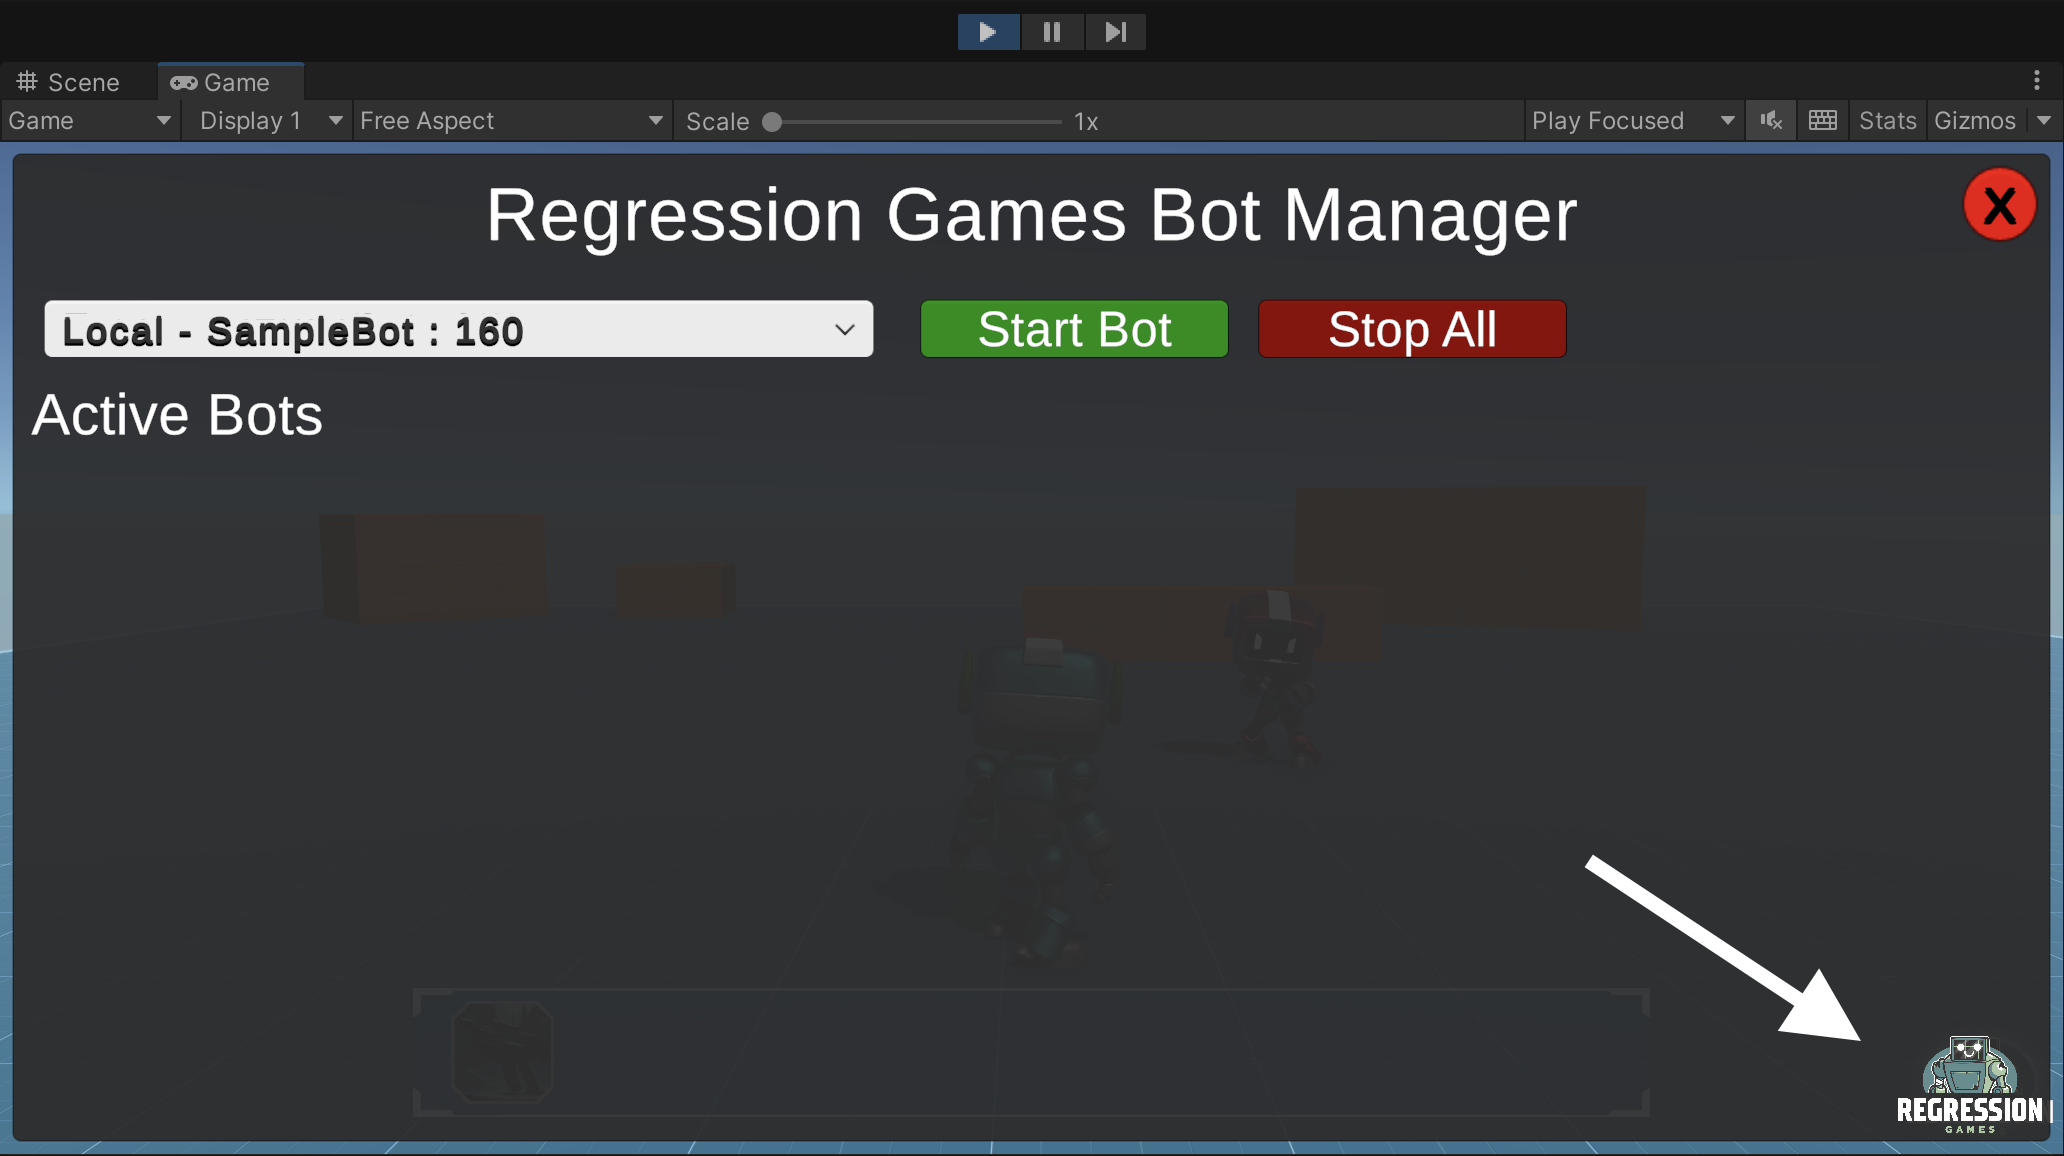 Scene
Game
Game
Display 1
Free Aspect
Scale
1x
Play Focused
Stats
Gizmos
Regression Games Bot Manager
X
Local - SampleBot : 160
Start Bot
Stop All
Active Bots
REGRESSION
GAMES